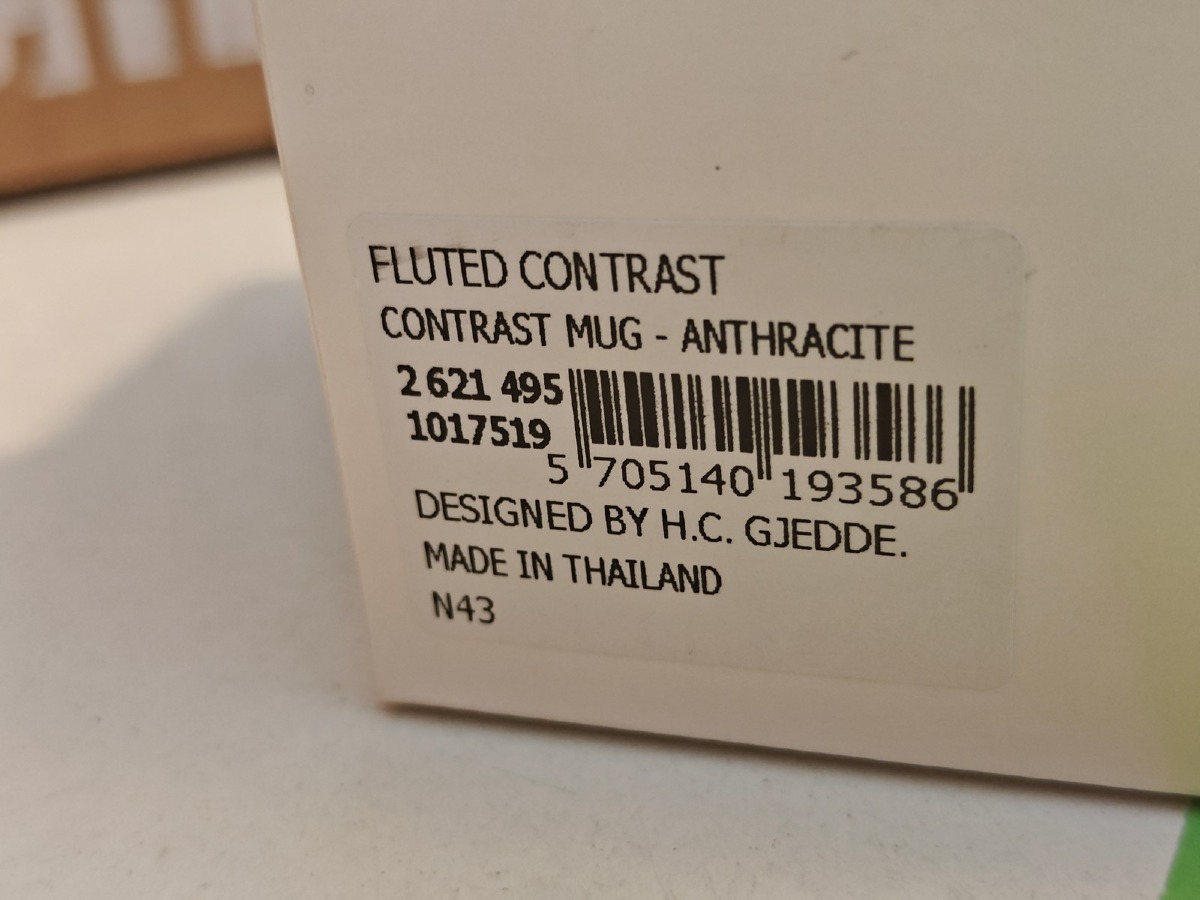 FLUTED CONTRAST
CONTRAST MUG - ANTHRACITE
2 621 495
1017519
5 705140 193586
DESIGNED BY H.C. GJEDDE.
MADE IN THAILAND
N43